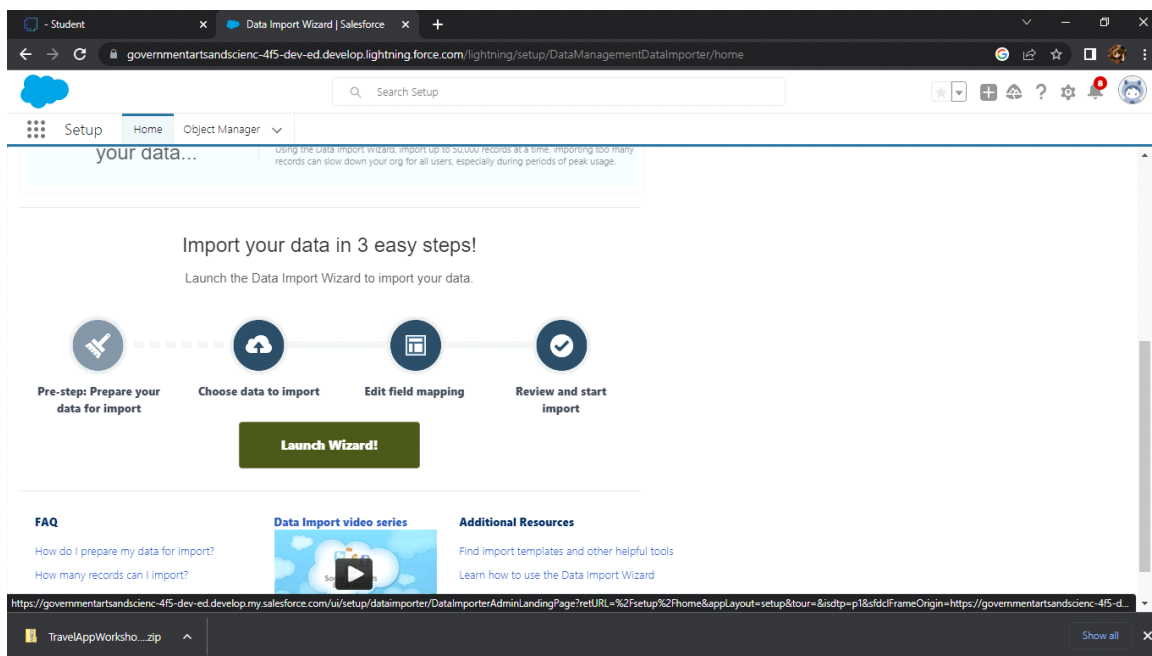 - Student
Data Import Wizard | Salesforce
governmentartsandscienc-4f5-dev-ed.develop.lightning.force.com/lightning/setup/DataManagementDataImporter/home
Search Setup
8
Setup
Home
Object Manager
your data...
Using the Data Import Wizard, import up to 50,000 records at a time. Importing too many
records can slow down your org for all users, especially during periods of peak usage.
Import your data in 3 easy steps!
Launch the Data Import Wizard to import your data.
Pre-step: Prepare your
data for import
Choose data to import
Edit field mapping
Review and start
import
Launch Wizard!
FAQ
Data Import video series
Additional Resources
How do I prepare my data for import?
Find import templates and other helpful tools
How many records can I import?
Learn how to use the Data Import Wizard
https://governmentartsandscienc-4f5-dev-ed.develop.my.salesforce.com/ui/setup/dataimporter/DataImporterAdminLandingPage?retURL=%2Fsetup%2Fhome&appLayout=setup&tour=&isdtp=p1&sfdcIFrameOrigin=https://governmentartsandscienc-4f5-d...
TravelAppWorksho....zip
Show all